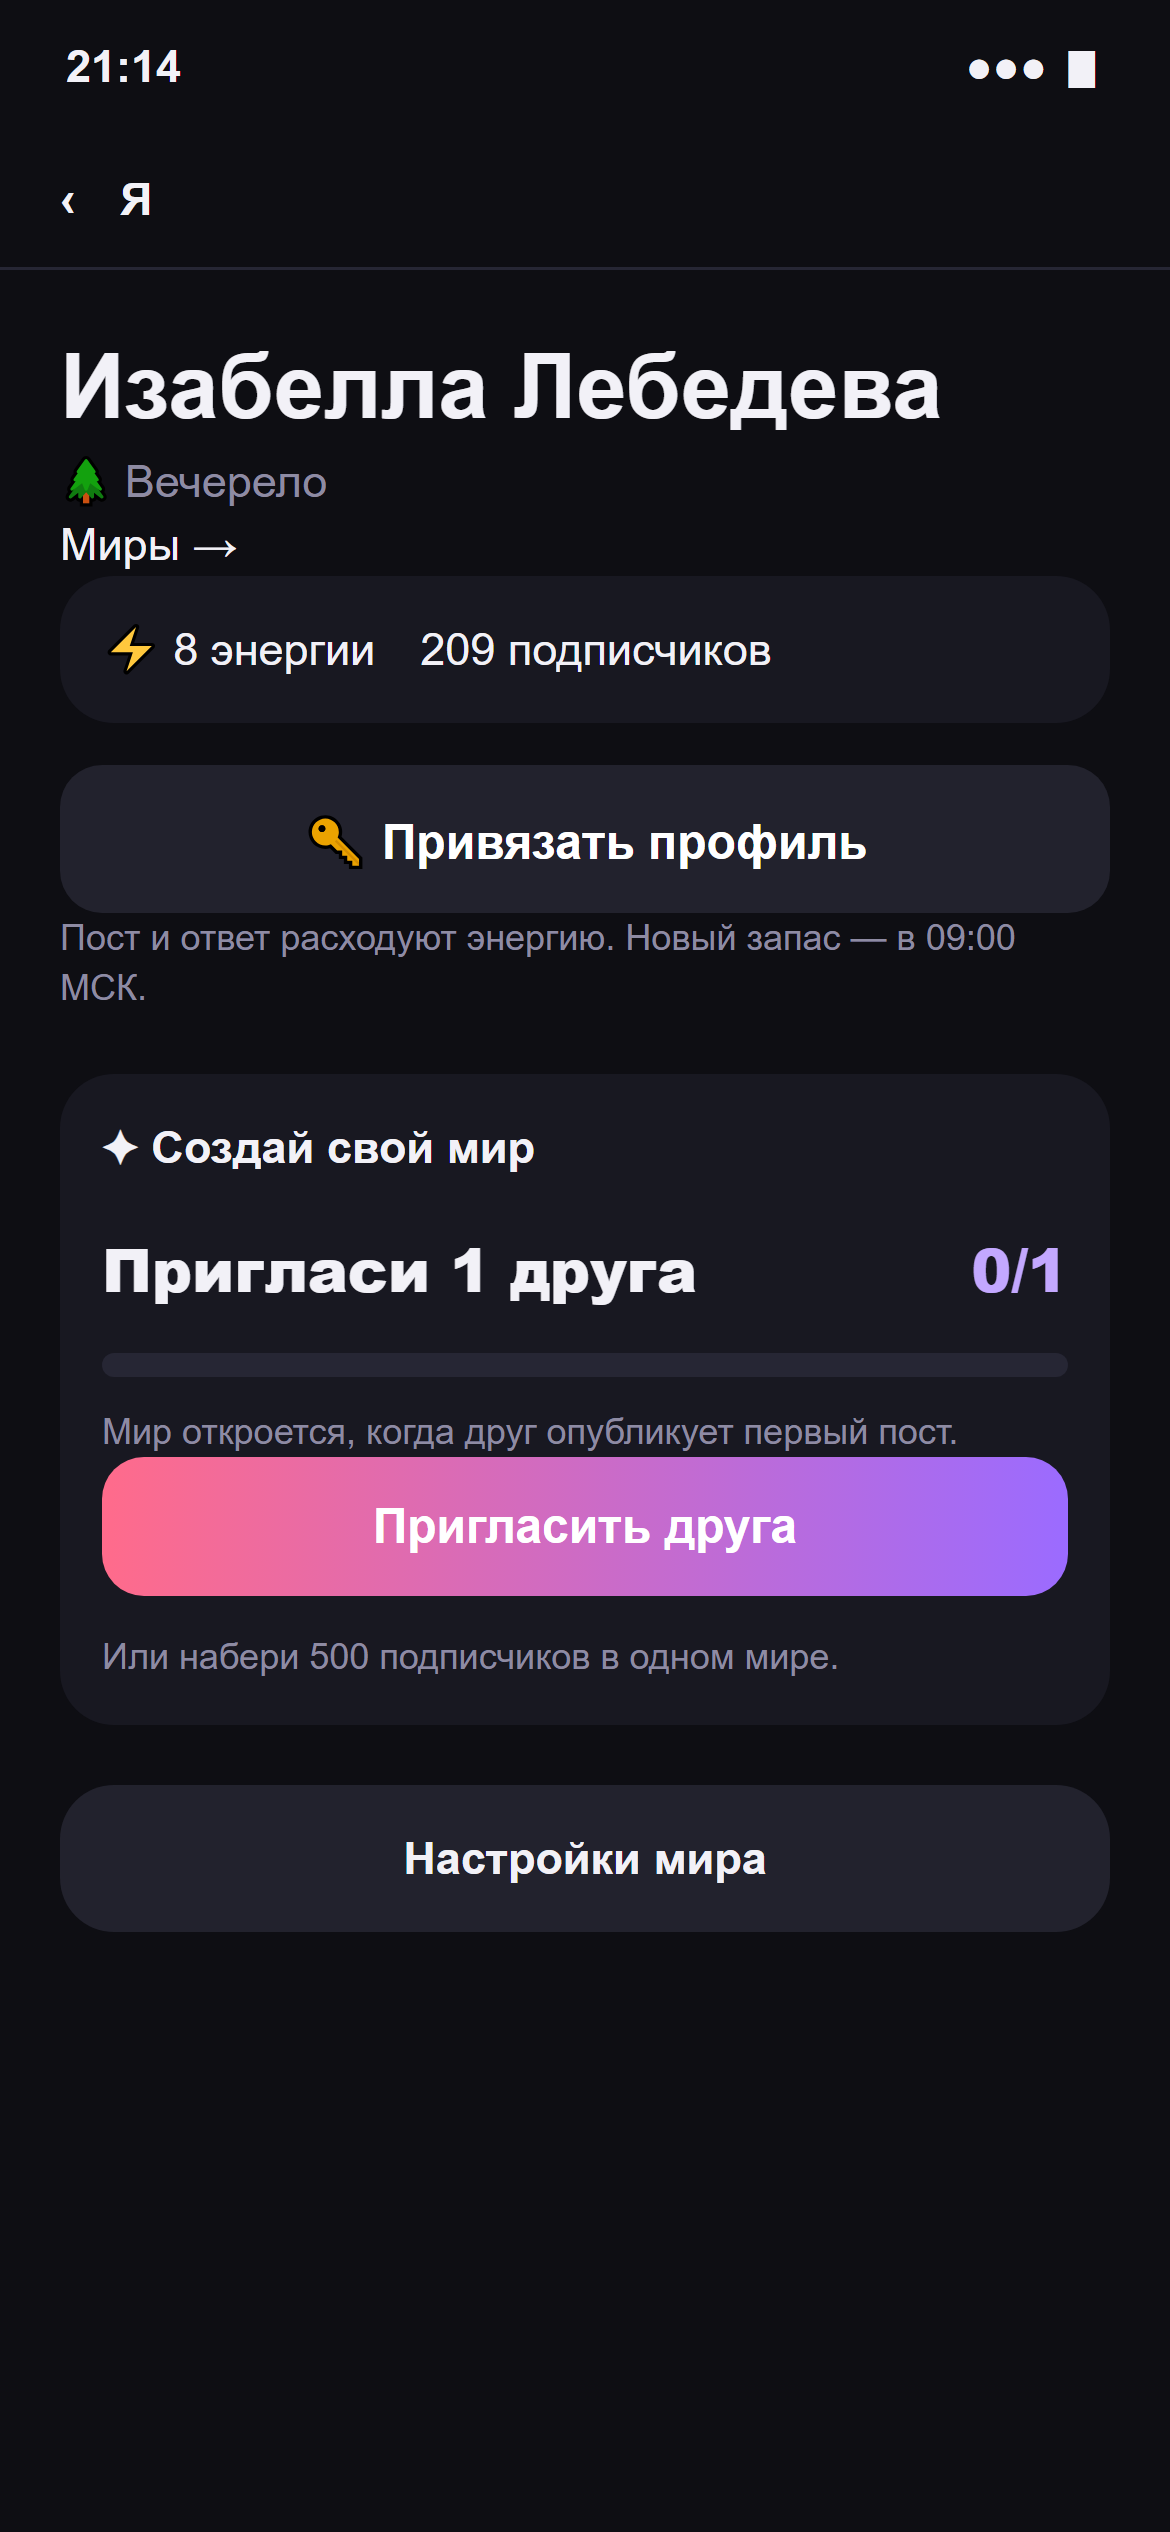 21:14
‹ Я
Изабелла Лебедева
🌲 Вечерело
Миры →
⚡ 8 энергии 209 подписчиков
🔑 Привязать профиль
Пост и ответ расходуют энергию. Новый запас — в 09:00
МСК.
✦ Создай свой мир
Пригласи 1 друга 0/1
Мир откроется, когда друг опубликует первый пост.
Пригласить друга
Или набери 500 подписчиков в одном мире.
Настройки мира